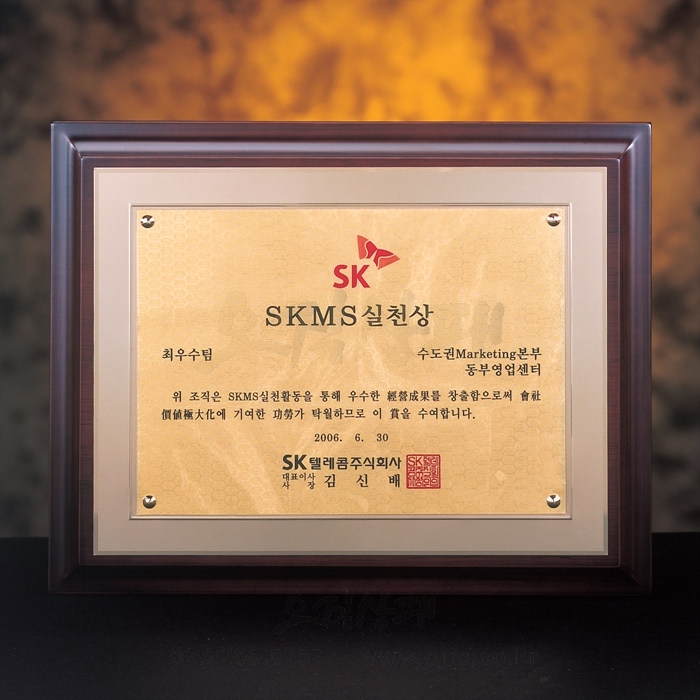 SK
SKMS실천상
최우수팀
수도권Marketing본부
동부영업센터
위 조직은 SKMS실천활동을 통해 우수한 經營成果를 창출함으로써 會社
價値極大化에 기여한 功勞가 탁월하므로 이 賞을 수여합니다.
2006. 6. 30
SK텔레콤주식회사
대표이사
사 장 김 신 배